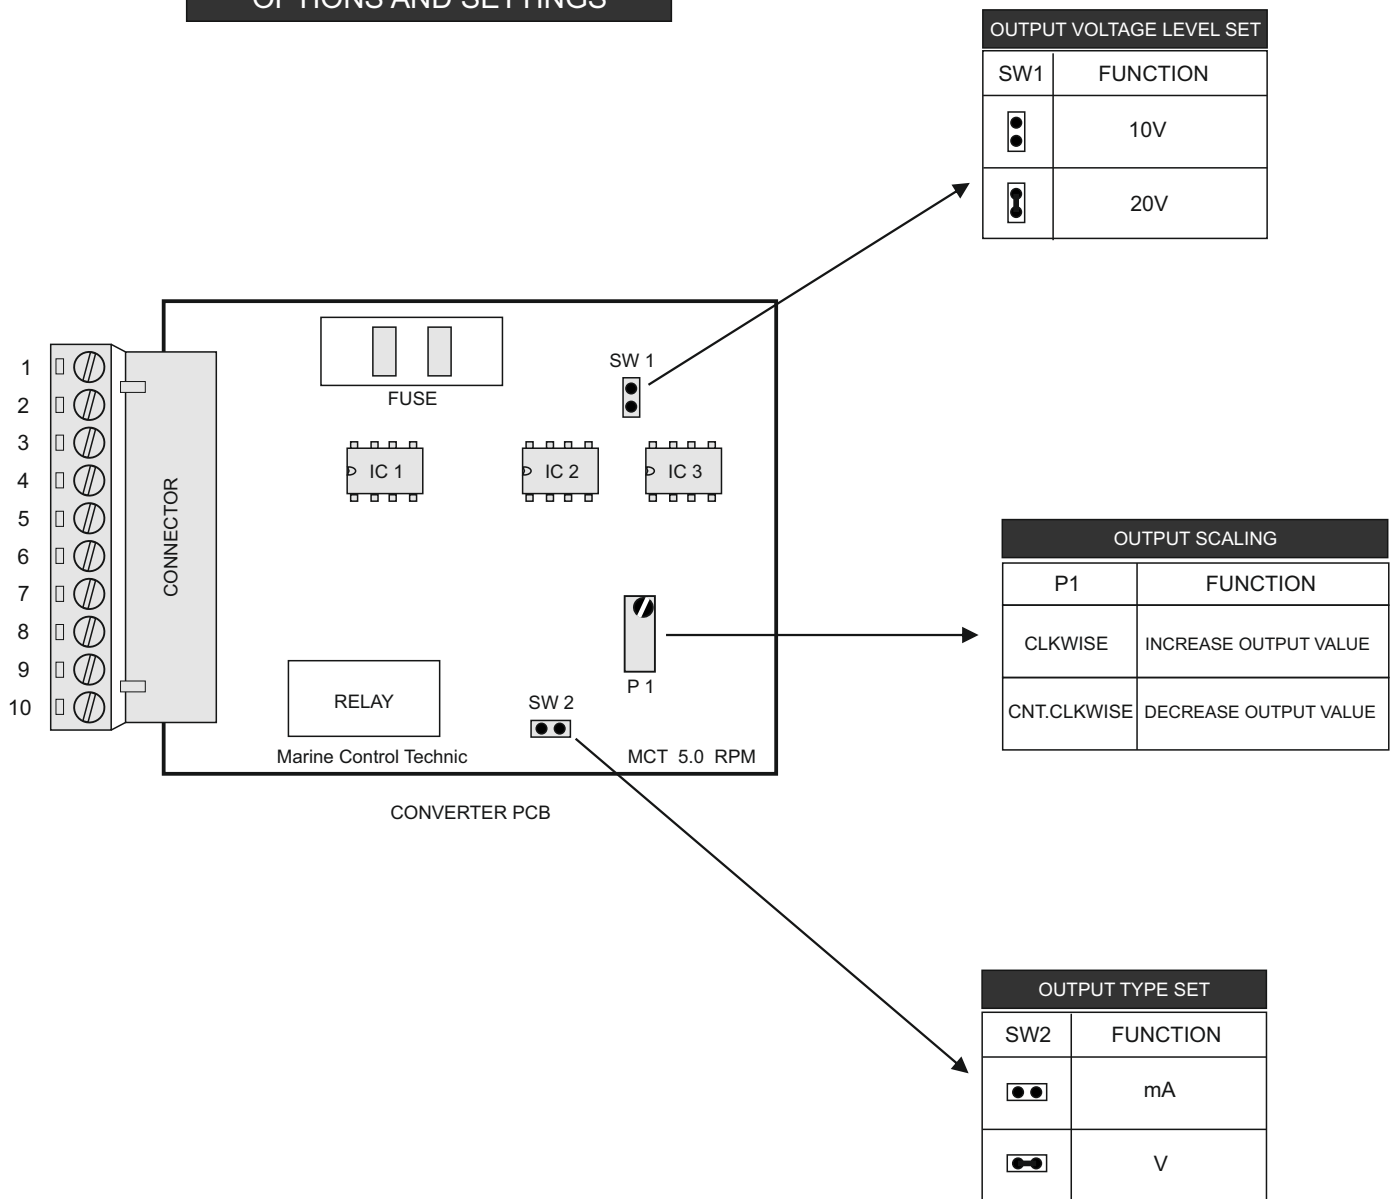 OPTIONS AND SETTINGS
OUTPUT VOLTAGE LEVEL SET
SW1 FUNCTION
10V
20V
1
2
3
4
5
6
7
8
9
10
CONNECTOR
FUSE
SW 1
IC 1
IC 2
IC 3
P 1
RELAY
SW 2
Marine Control Technic
MCT 5.0 RPM
CONVERTER PCB
OUTPUT SCALING
P1 FUNCTION
CLKWISE INCREASE OUTPUT VALUE
CNT.CLKWISE DECREASE OUTPUT VALUE
OUTPUT TYPE SET
SW2 FUNCTION
mA
V